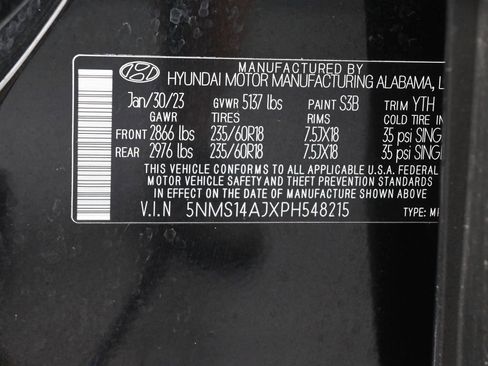 MANUFACTURED BY
HYUNDAI MOTOR MANUFACTURING ALABAMA, L
Jan/30/23 GVWR 5137 lbs PAINT S3B TRIM YTH
GAWR TIRES RIMS COLD TIRE IN
FRONT 2866 lbs 235/60R18 7.5JX18 35 psi SINGL
REAR 2976 lbs 235/60R18 7.5JX18 35 psi SINGL
THIS VEHICLE CONFORMS TO ALL APPLICABLE U.S.A. FEDERAL
MOTOR VEHICLE SAFETY AND THEFT PREVENTION STANDARDS
IN EFFECT ON THE DATE OF MANUFACTURE SHOWN ABOVE.
V.I.N 5NMS14AJXPH548215 TYPE: M